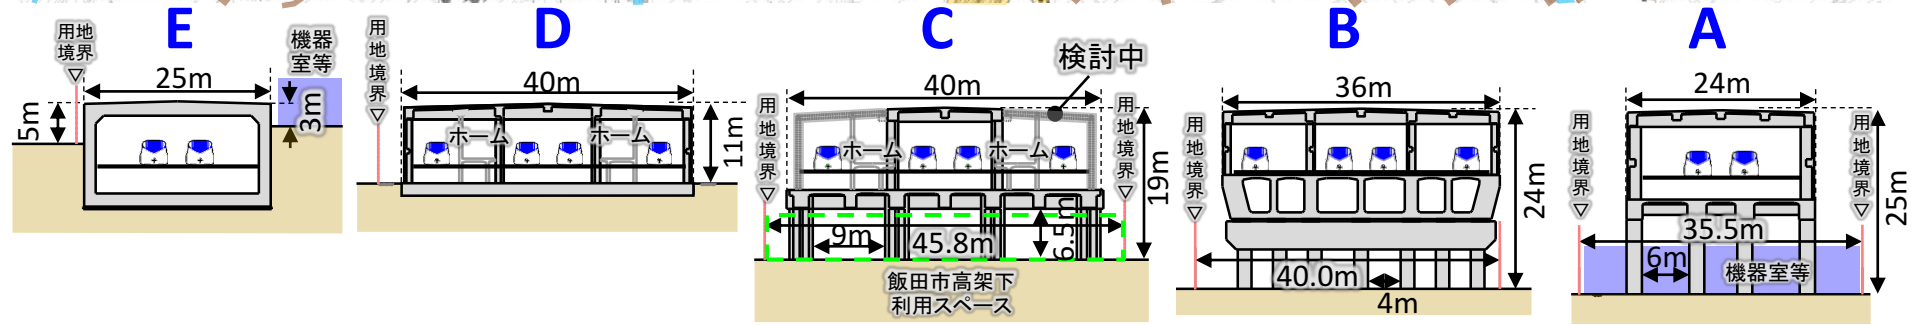 E
用地
境界
▽
25m
機器
室等
5m
3m
D
用地境界▽
40m
ホーム
ホーム
11m
C
検討中
40m
用地境界▽
用地境界▽
ホーム
ホーム
19m
9m
45.8m
6.5m
飯田市高架下
利用スペース
B
36m
用地境界▽
24m
40.0m
4m
A
24m
用地境界▽
用地境界▽
35.5m
25m
6m
機器室等